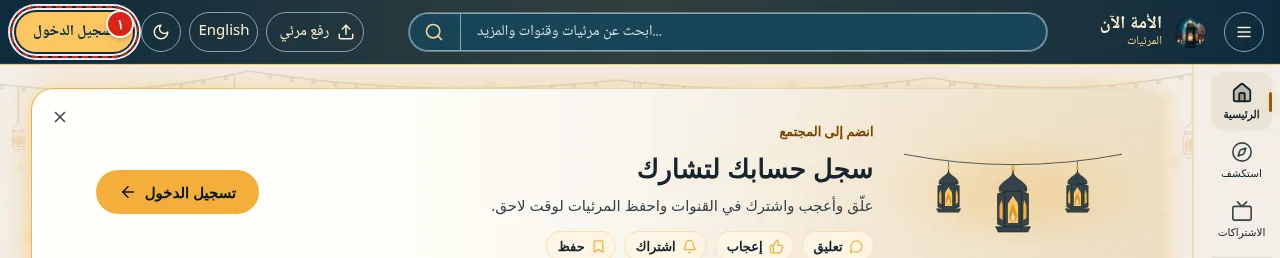 الأمة الآن
المرئيات
ابحث عن مرئيات وقنوات والمزيد...
رفع مرئي
English
تسجيل الدخول
١
الرئيسية
استكشف
الاشتراكات
انضم إلى المجتمع
سجل حسابك لتشارك
علّق وأعجب واشترك في القنوات واحفظ المرئيات لوقت لاحق.
تعليق
إعجاب
اشتراك
حفظ
تسجيل الدخول